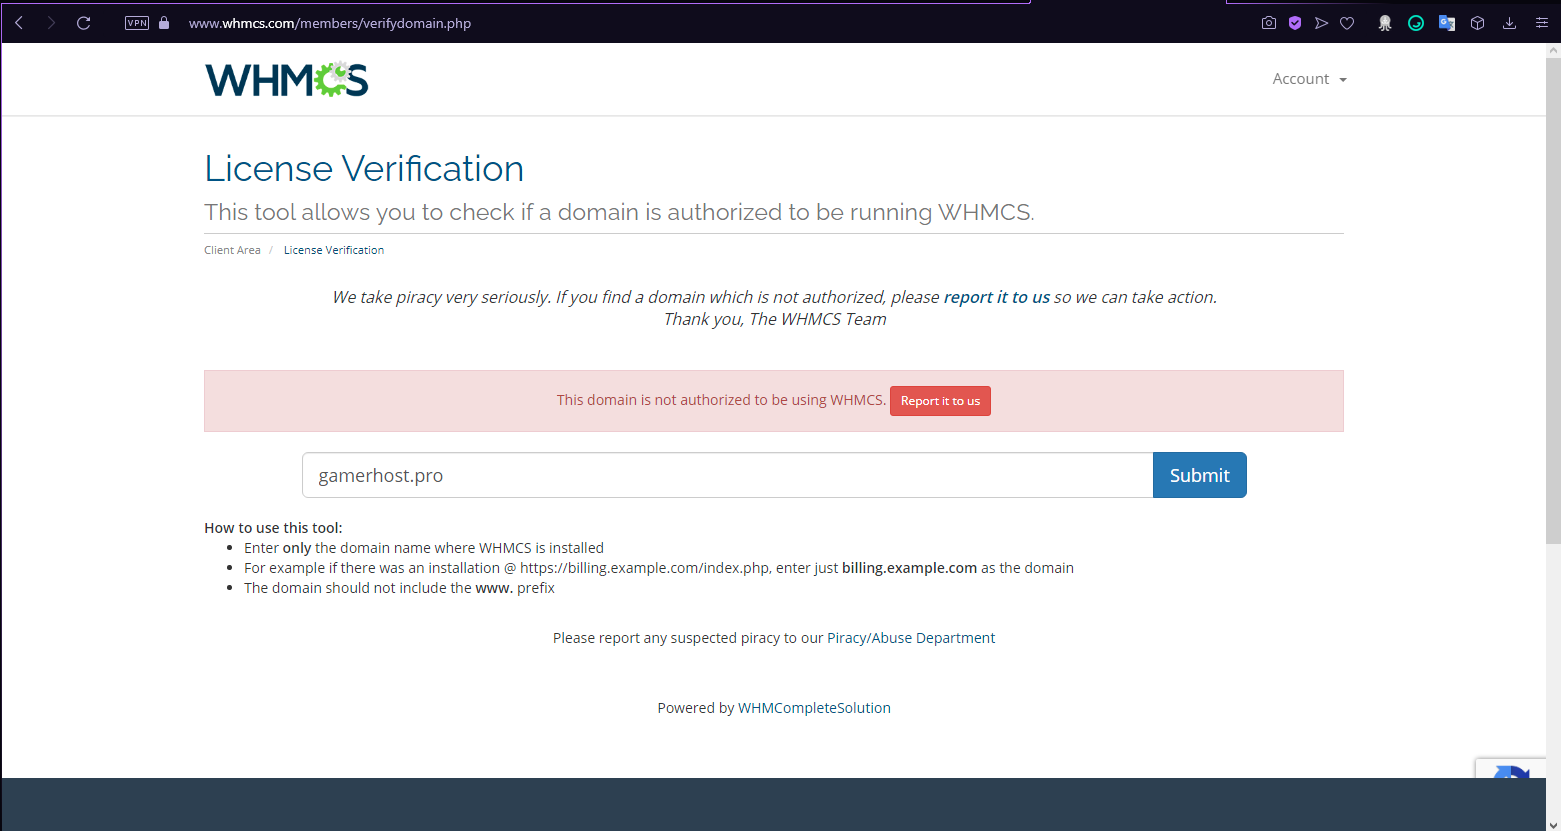 VPN www.whmcs.com/members/verifydomain.php
WHMCS
Account
License Verification
This tool allows you to check if a domain is authorized to be running WHMCS.
Client Area / License Verification
We take piracy very seriously. If you find a domain which is not authorized, please report it to us so we can take action.
Thank you, The WHMCS Team
This domain is not authorized to be using WHMCS. Report it to us
gamerhost.pro Submit
How to use this tool:
• Enter only the domain name where WHMCS is installed
• For example if there was an installation @ https://billing.example.com/index.php, enter just billing.example.com as the domain
• The domain should not include the www. prefix
Please report any suspected piracy to our Piracy/Abuse Department
Powered by WHMCompleteSolution